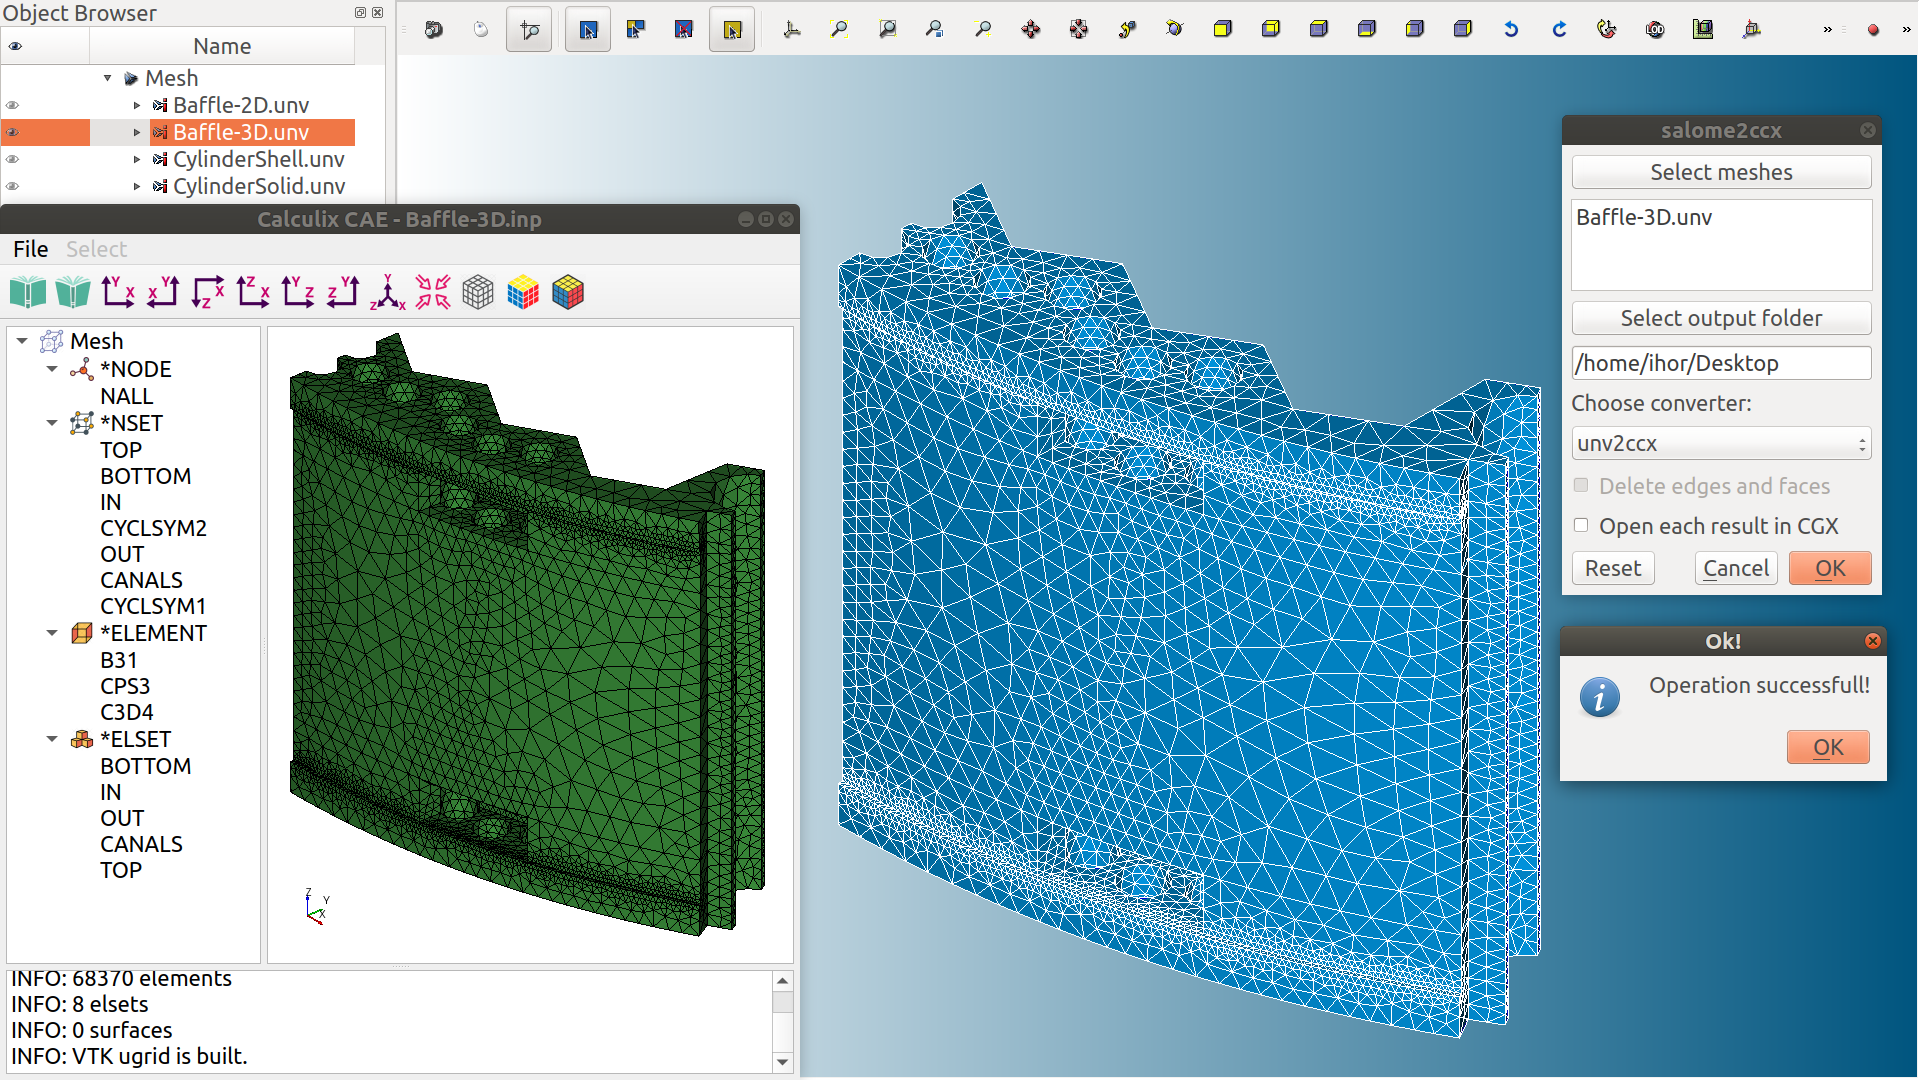 Object Browser
Name
Mesh
Baffle-2D.unv
Baffle-3D.unv
CylinderShell.unv
CylinderSolid.unv
LOD
»
»
Calculix CAE - Baffle-3D.inp
File Select
Y X
X Y
Z X
Z X
Y Z
Z Y
Y Z X
Mesh
*NODE
NALL
*NSET
TOP
BOTTOM
IN
CYCLSYM2
OUT
CANALS
CYCLSYM1
*ELEMENT
B31
CPS3
C3D4
*ELSET
BOTTOM
IN
OUT
CANALS
TOP
Z
Y
X
INFO: 68370 elements
INFO: 8 elsets
INFO: 0 surfaces
INFO: VTK ugrid is built.
salome2ccx
Select meshes
Baffle-3D.unv
Select output folder
/home/ihor/Desktop
Choose converter:
unv2ccx
Delete edges and faces
Open each result in CGX
Reset Cancel OK
Ok!
Operation successfull!
OK